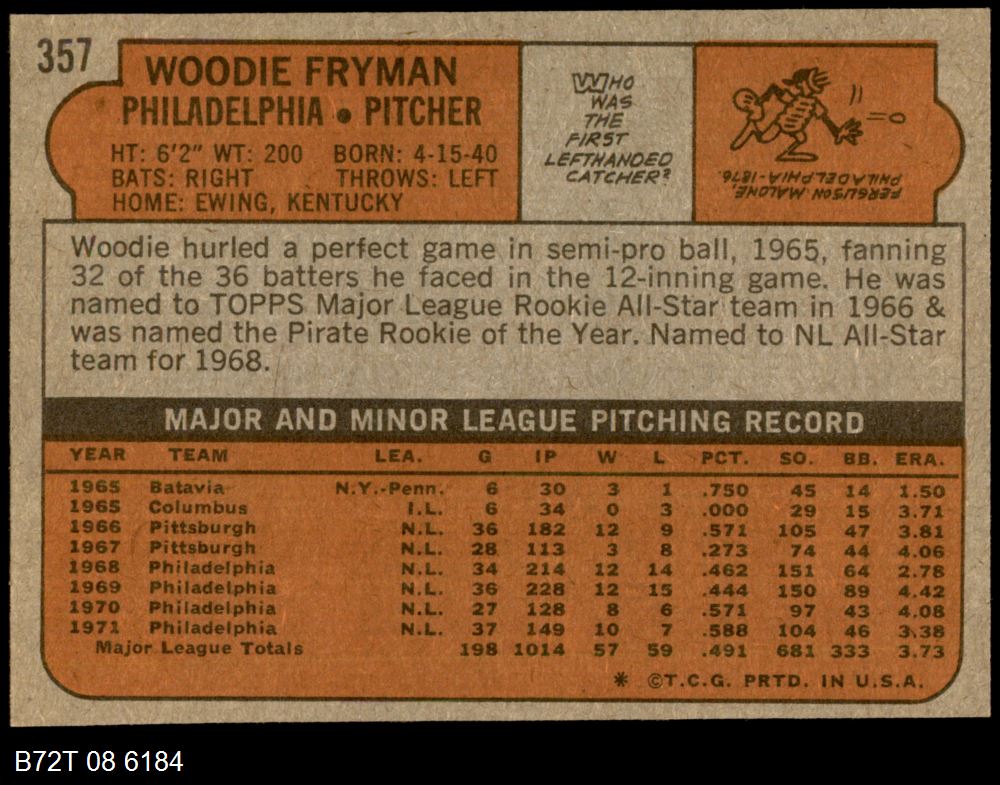 357
WOODIE FRYMAN
PHILADELPHIA • PITCHER
HT: 6'2" WT: 200 BORN: 4-15-40
BATS: RIGHT THROWS: LEFT
HOME: EWING, KENTUCKY
WHO
WAS
THE
FIRST
LEFTHANDED
CATCHER?
FERGUSON MALONE,
PHILADELPHIA-1876.
Woodie hurled a perfect game in semi-pro ball, 1965, fanning
32 of the 36 batters he faced in the 12-inning game. He was
named to TOPPS Major League Rookie All-Star team in 1966 &
was named the Pirate Rookie of the Year. Named to NL All-Star
team for 1968.
MAJOR AND MINOR LEAGUE PITCHING RECORD
YEAR TEAM LEA. G IP W L PCT. SO. BB. ERA.
1965 Batavia N.Y.-Penn. 6 30 3 1 .750 45 14 1.50
1965 Columbus I.L. 6 34 0 3 .000 29 15 3.71
1966 Pittsburgh N.L. 36 182 12 9 .571 105 47 3.81
1967 Pittsburgh N.L. 28 113 3 8 .273 74 44 4.06
1968 Philadelphia N.L. 34 214 12 14 .462 151 64 2.78
1969 Philadelphia N.L. 36 228 12 15 .444 150 89 4.42
1970 Philadelphia N.L. 27 128 8 6 .571 97 43 4.08
1971 Philadelphia N.L. 37 149 10 7 .588 104 46 3.38
Major League Totals 198 1014 57 59 .491 681 333 3.73
* ©T.C.G. PRTD. IN U.S.A.
B72T 08 6184